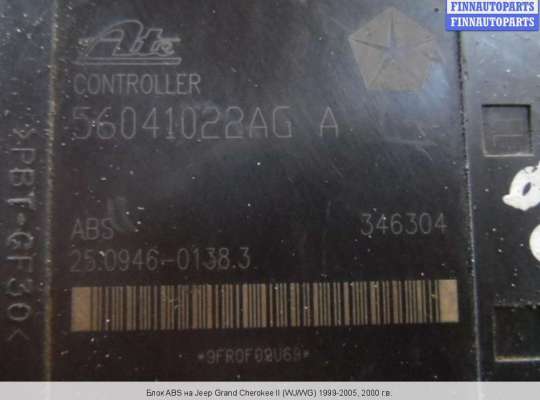 FINNAUTOPARTS
FINNAUTOPARTS
Ate
CONTROLLER
56041022AG A
ABS 346304
25.0946-0138.3
*9FR0F02U69*
>PBT-GF30<
Блок ABS на Jeep Grand Cherokee II (WJ/WG) 1999-2005, 2000 г.в.